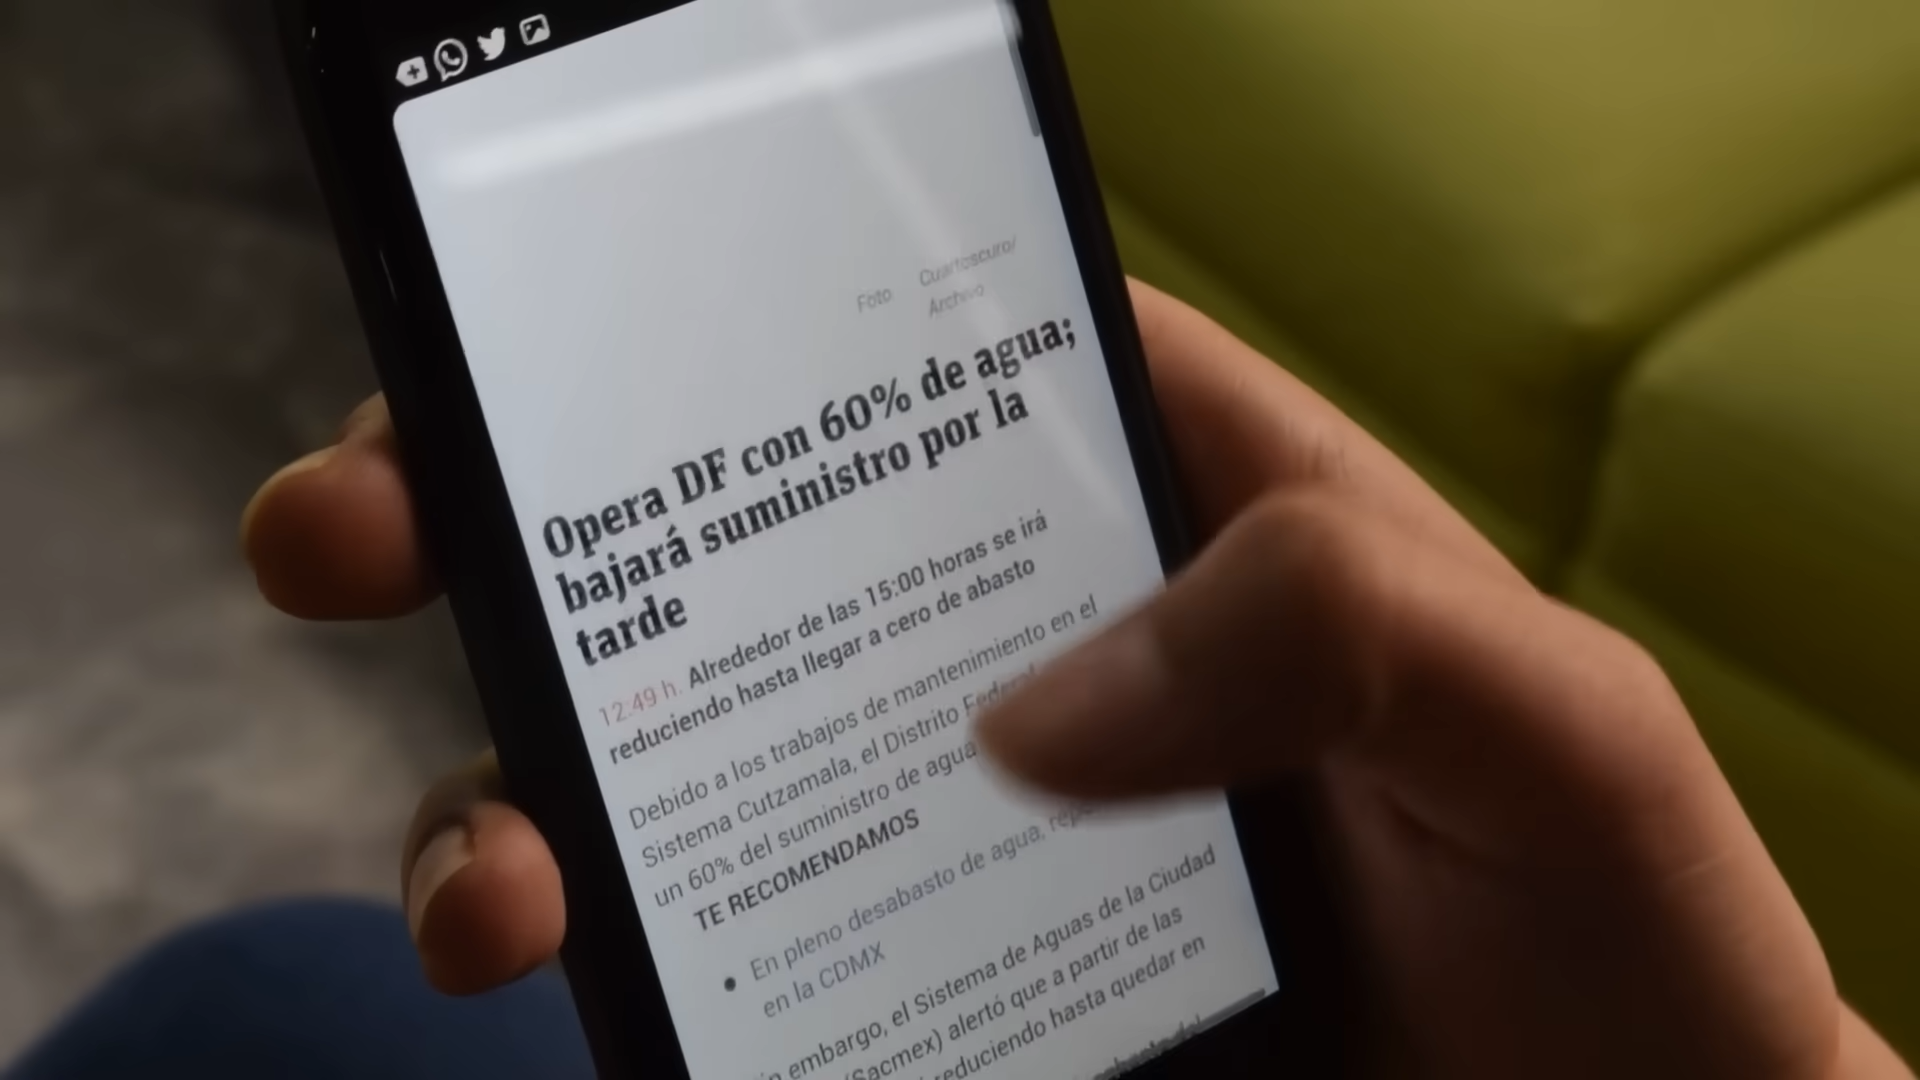 Foto Cuartoscuro/
Archivo
Opera DF con 60% de agua;
bajará suministro por la
tarde
12:49 h. Alrededor de las 15:00 horas se irá
reduciendo hasta llegar a cero de abasto
Debido a los trabajos de mantenimiento en el
Sistema Cutzamala, el Distrito Federal
un 60% del suministro de agua
TE RECOMENDAMOS
En pleno desabasto de agua,
en la CDMX
embargo, el Sistema de Aguas de la Ciudad
(Sacmex) alertó que a partir de las
reduciendo hasta quedar en